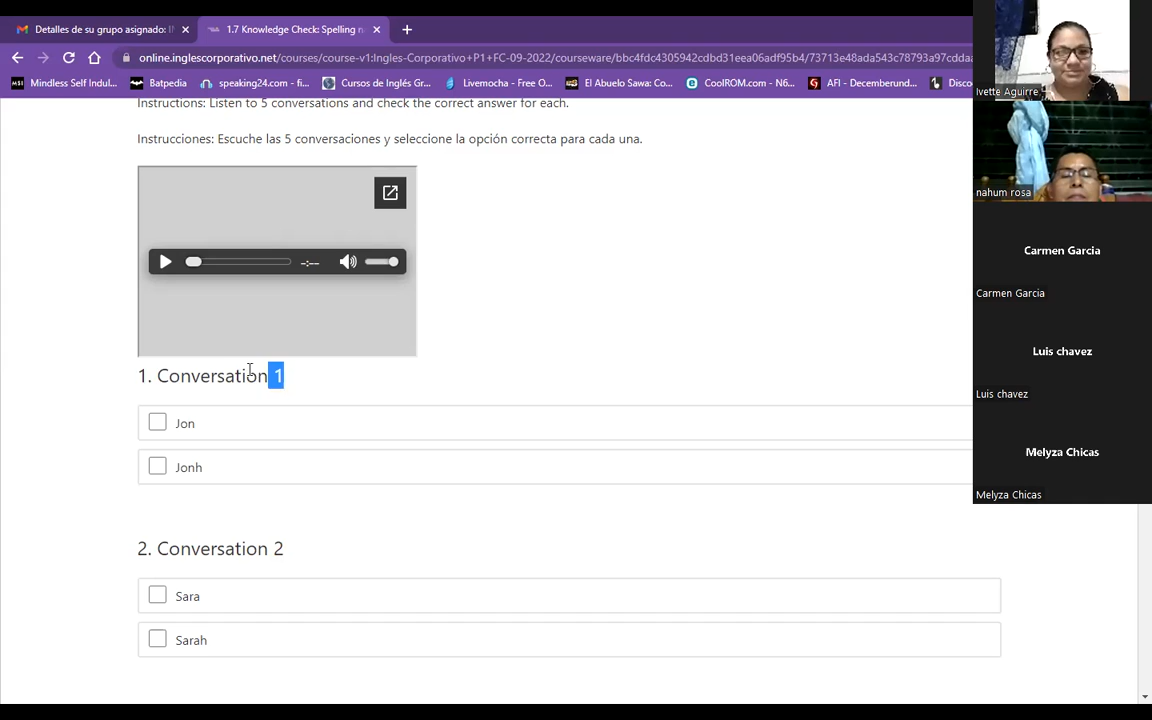 Detalles de su grupo asignado: I
1.7 Knowledge Check: Spelling n
online.inglescorporativo.net/courses/course-v1:Ingles-Corporativo+P1+FC-09-2022/courseware/bbc4fdc4305942cdbd31eea06adf95b4/73713e48ada543c78793a97cddaa
Mindless Self Indul...
Batpedia
speaking24.com - fi...
Cursos de Inglés Gr...
Livemocha - Free O...
El Abuelo Sawa: Co...
CoolROM.com - N6...
AFI - Decemberund...
Disco
Instructions: Listen to 5 conversations and check the correct answer for each.
Instrucciones: Escuche las 5 conversaciones y seleccione la opción correcta para cada una.
-:--
1. Conversation 1
Jon
Jonh
2. Conversation 2
Sara
Sarah
Ivette Aguirre
nahum rosa
Carmen Garcia
Carmen Garcia
Luis chavez
Luis chavez
Melyza Chicas
Melyza Chicas